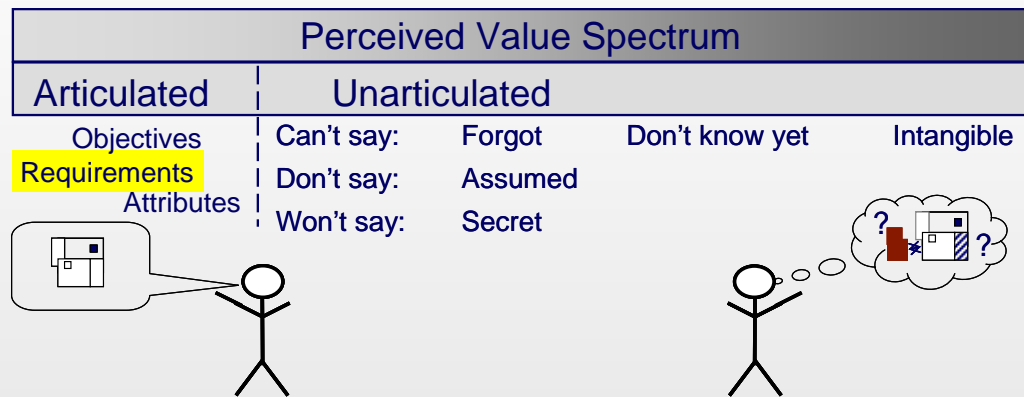 Perceived Value Spectrum
Articulated Unarticulated
Objectives Can't say: Forgot Don't know yet Intangible
Requirements Don't say: Assumed
Attributes Won't say: Secret
? ?